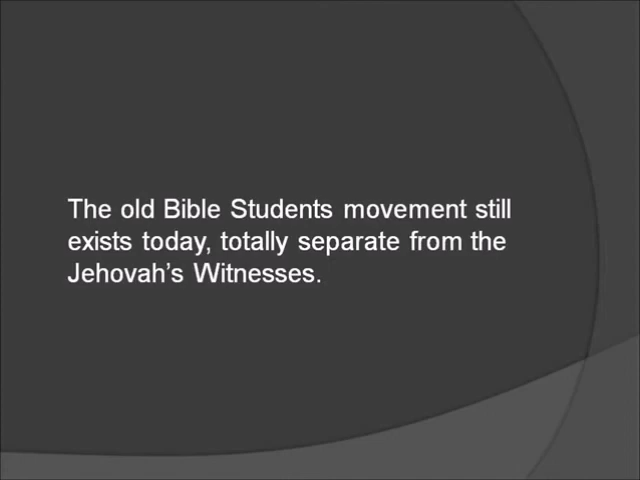 The old Bible Students movement still
exists today, totally separate from the
Jehovah’s Witnesses.